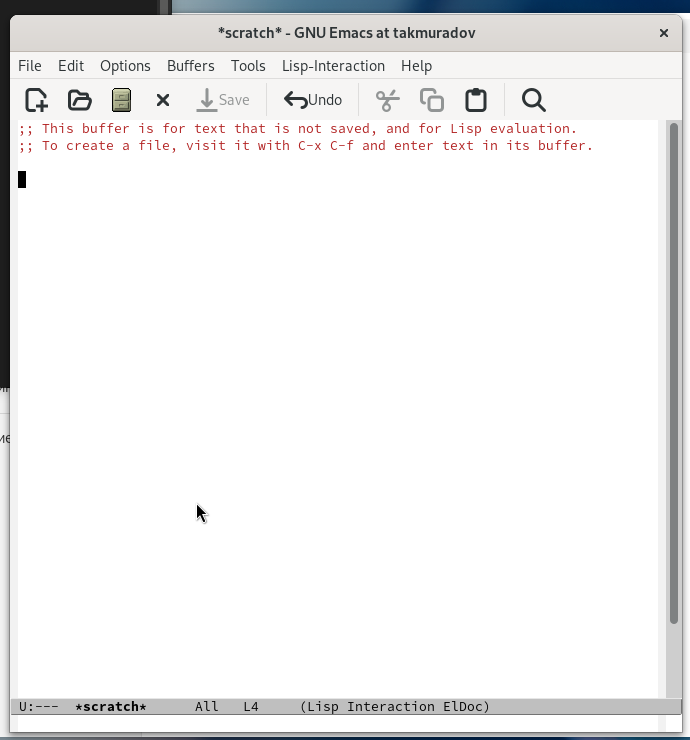 *scratch* - GNU Emacs at takmuradov
File Edit Options Buffers Tools Lisp-Interaction Help
Save Undo
;; This buffer is for text that is not saved, and for Lisp evaluation.
;; To create a file, visit it with C-x C-f and enter text in its buffer.
U:--- *scratch* All L4 (Lisp Interaction ElDoc)